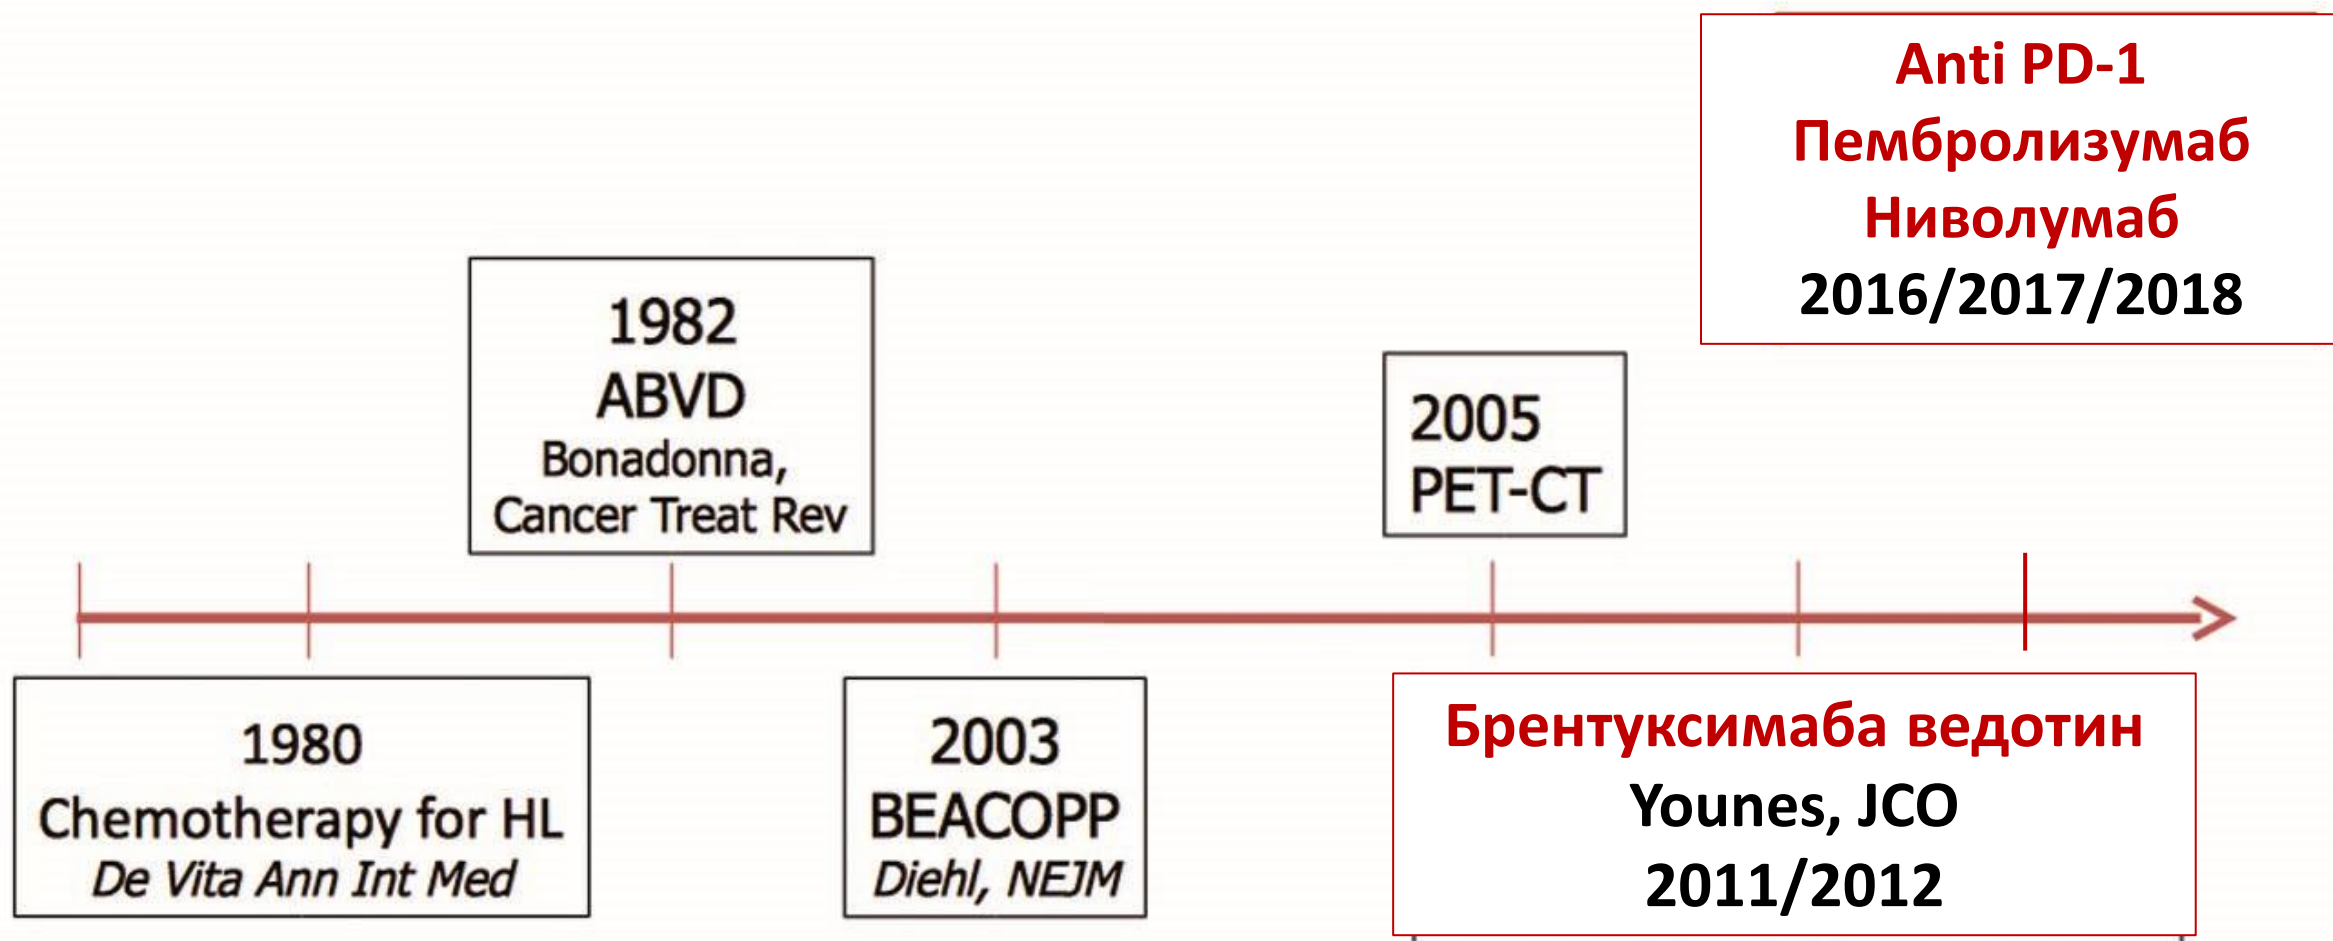 Anti PD-1
Пембролизумаб
Ниволумаб
2016/2017/2018
1982
ABVD
Bonadonna,
Cancer Treat Rev
2005
PET-CT
1980
Chemotherapy for HL
De Vita Ann Int Med
2003
BEACOPP
Diehl, NEJM
Брентуксимаба ведотин
Younes, JCO
2011/2012